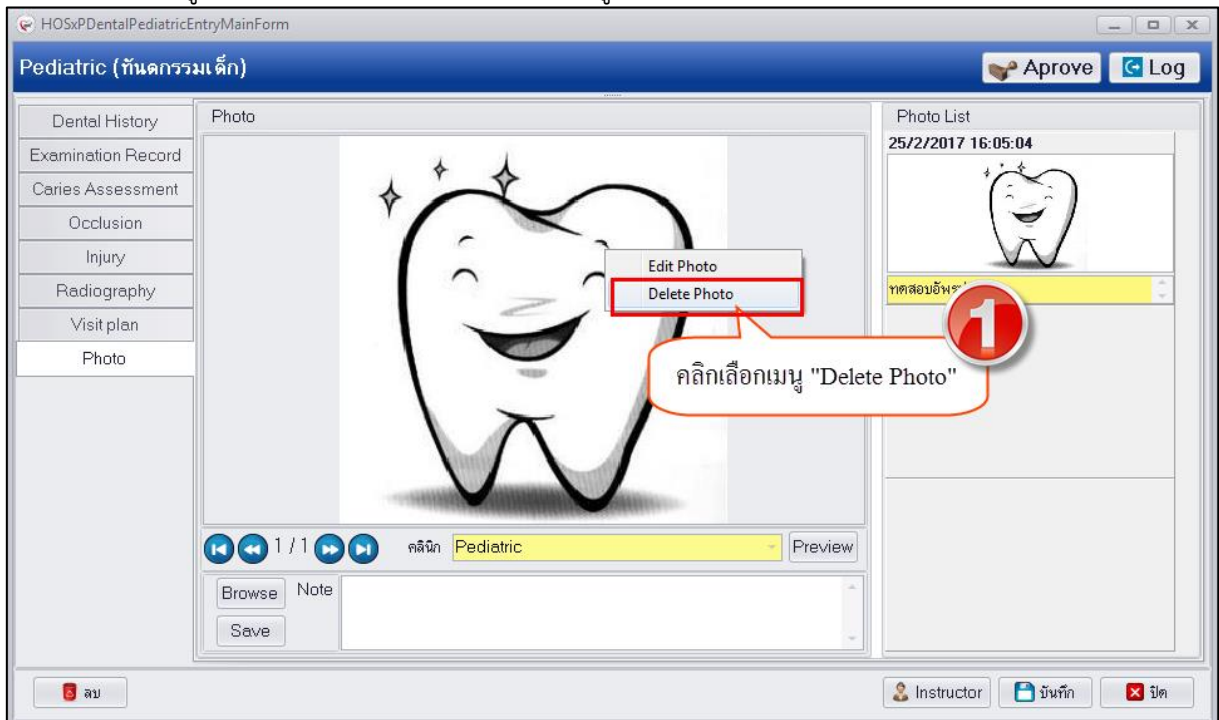 HOSxPDentalPediatricEntryMainForm
Pediatric (ทันตกรรมเด็ก)
Aprove
Log
Dental History
Examination Record
Caries Assessment
Occlusion
Injury
Radiography
Visit plan
Photo
Photo
Edit Photo
Delete Photo
คลิกเลือกเมนู "Delete Photo"
1 / 1
คลินิก
Pediatric
Preview
Browse
Note
Save
Photo List
25/2/2017 16:05:04
1
ลบ
Instructor
บันทึก
ปิด